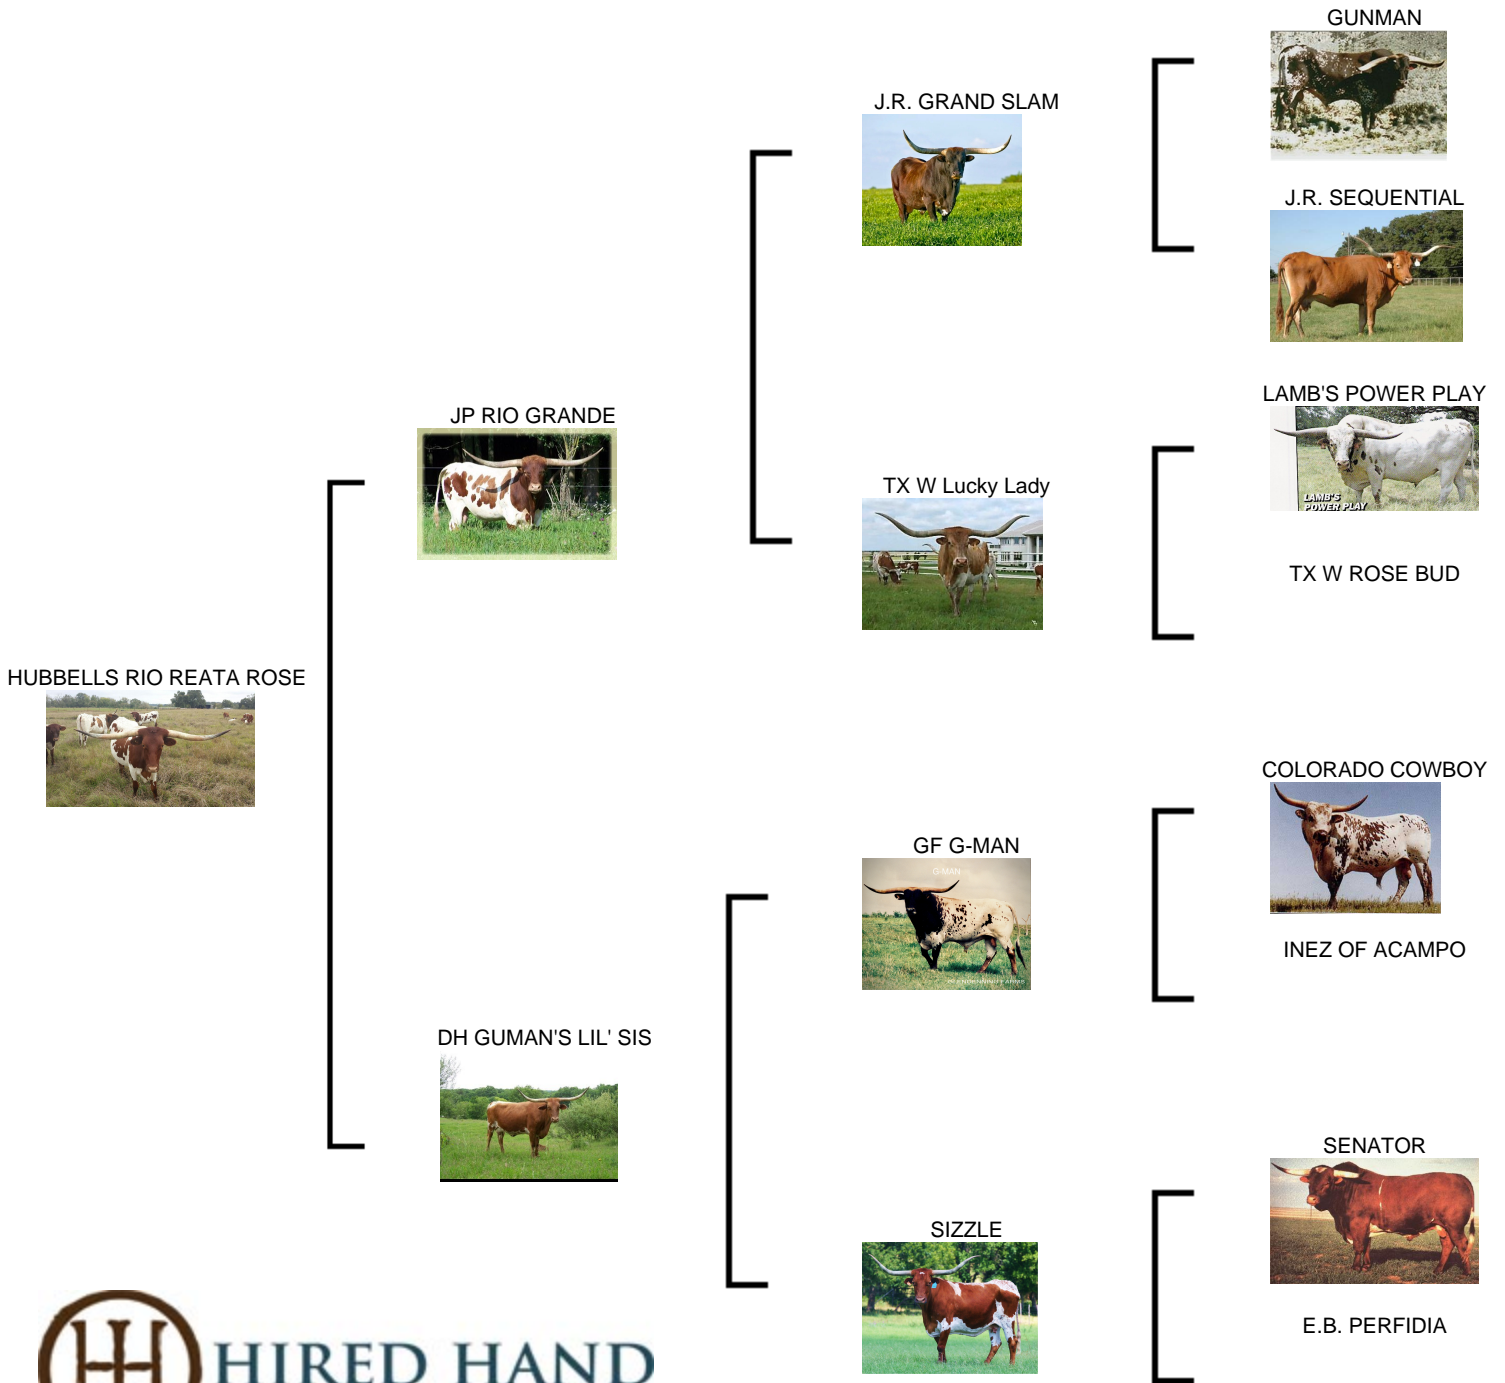 GUNMAN
J.R. GRAND SLAM
J.R. SEQUENTIAL
JP RIO GRANDE
LAMB'S POWER PLAY
LAMB'S
POWER PLAY
TX W Lucky Lady
TX W ROSE BUD
HUBBELLS RIO REATA ROSE
COLORADO COWBOY
GF G-MAN
G-MAN
INEZ OF ACAMPO
DH GUMAN'S LIL' SIS
SENATOR
SIZZLE
E.B. PERFIDIA
HIRED HAND